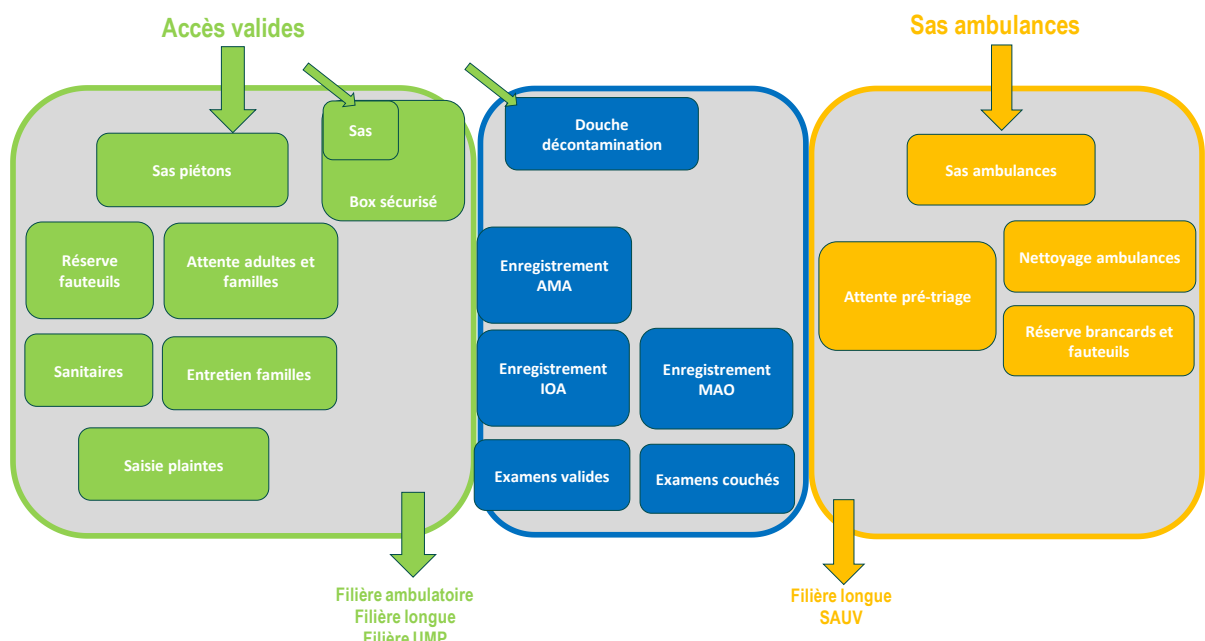 Accès valides
Sas ambulances
Sas piétons
Sas
Box sécurisé
Réserve
fauteuils
Attente adultes et
familles
Sanitaires
Entretien familles
Saisie plaintes
Douche
décontamination
Enregistrement
AMA
Enregistrement
IOA
Enregistrement
MAO
Examens valides
Examens couchés
Sas ambulances
Attente pré-triage
Nettoyage ambulances
Réserve brancards et
fauteuils
Filière ambulatoire
Filière longue
Filière UMP
Filière longue
SAUV